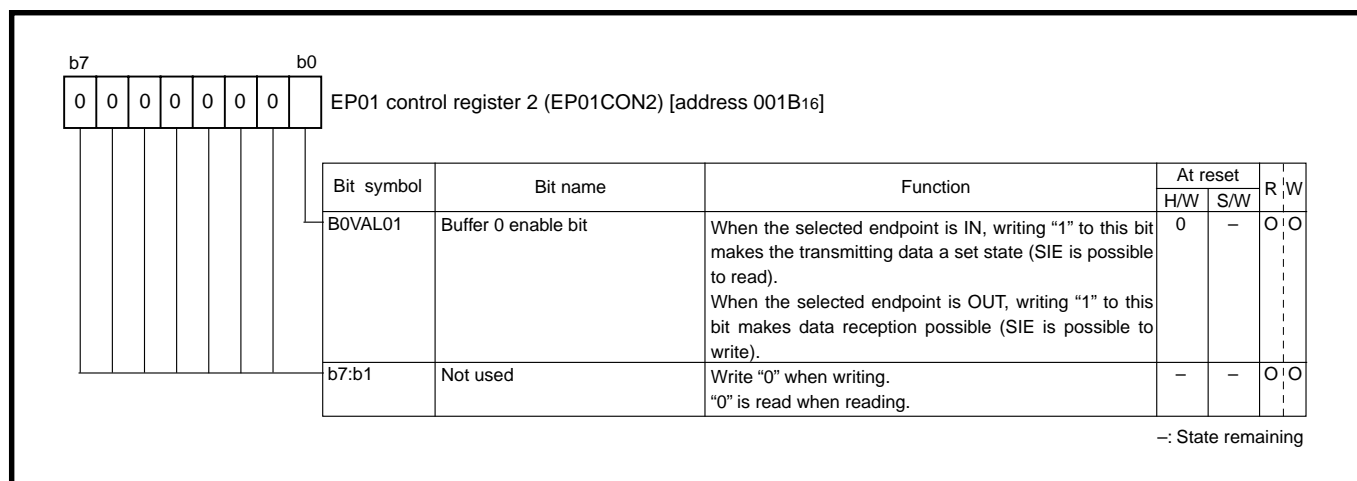 b7 b0
0 0 0 0 0 0 0
EP01 control register 2 (EP01CON2) [address 001B16]
Bit symbol Bit name Function At reset R W
H/W S/W
B0VAL01 Buffer 0 enable bit When the selected endpoint is IN, writing “1” to this bit 0 – O O
makes the transmitting data a set state (SIE is possible
to read).
When the selected endpoint is OUT, writing “1” to this
bit makes data reception possible (SIE is possible to
write).
b7:b1 Not used Write “0” when writing. – – O O
“0” is read when reading.
–: State remaining